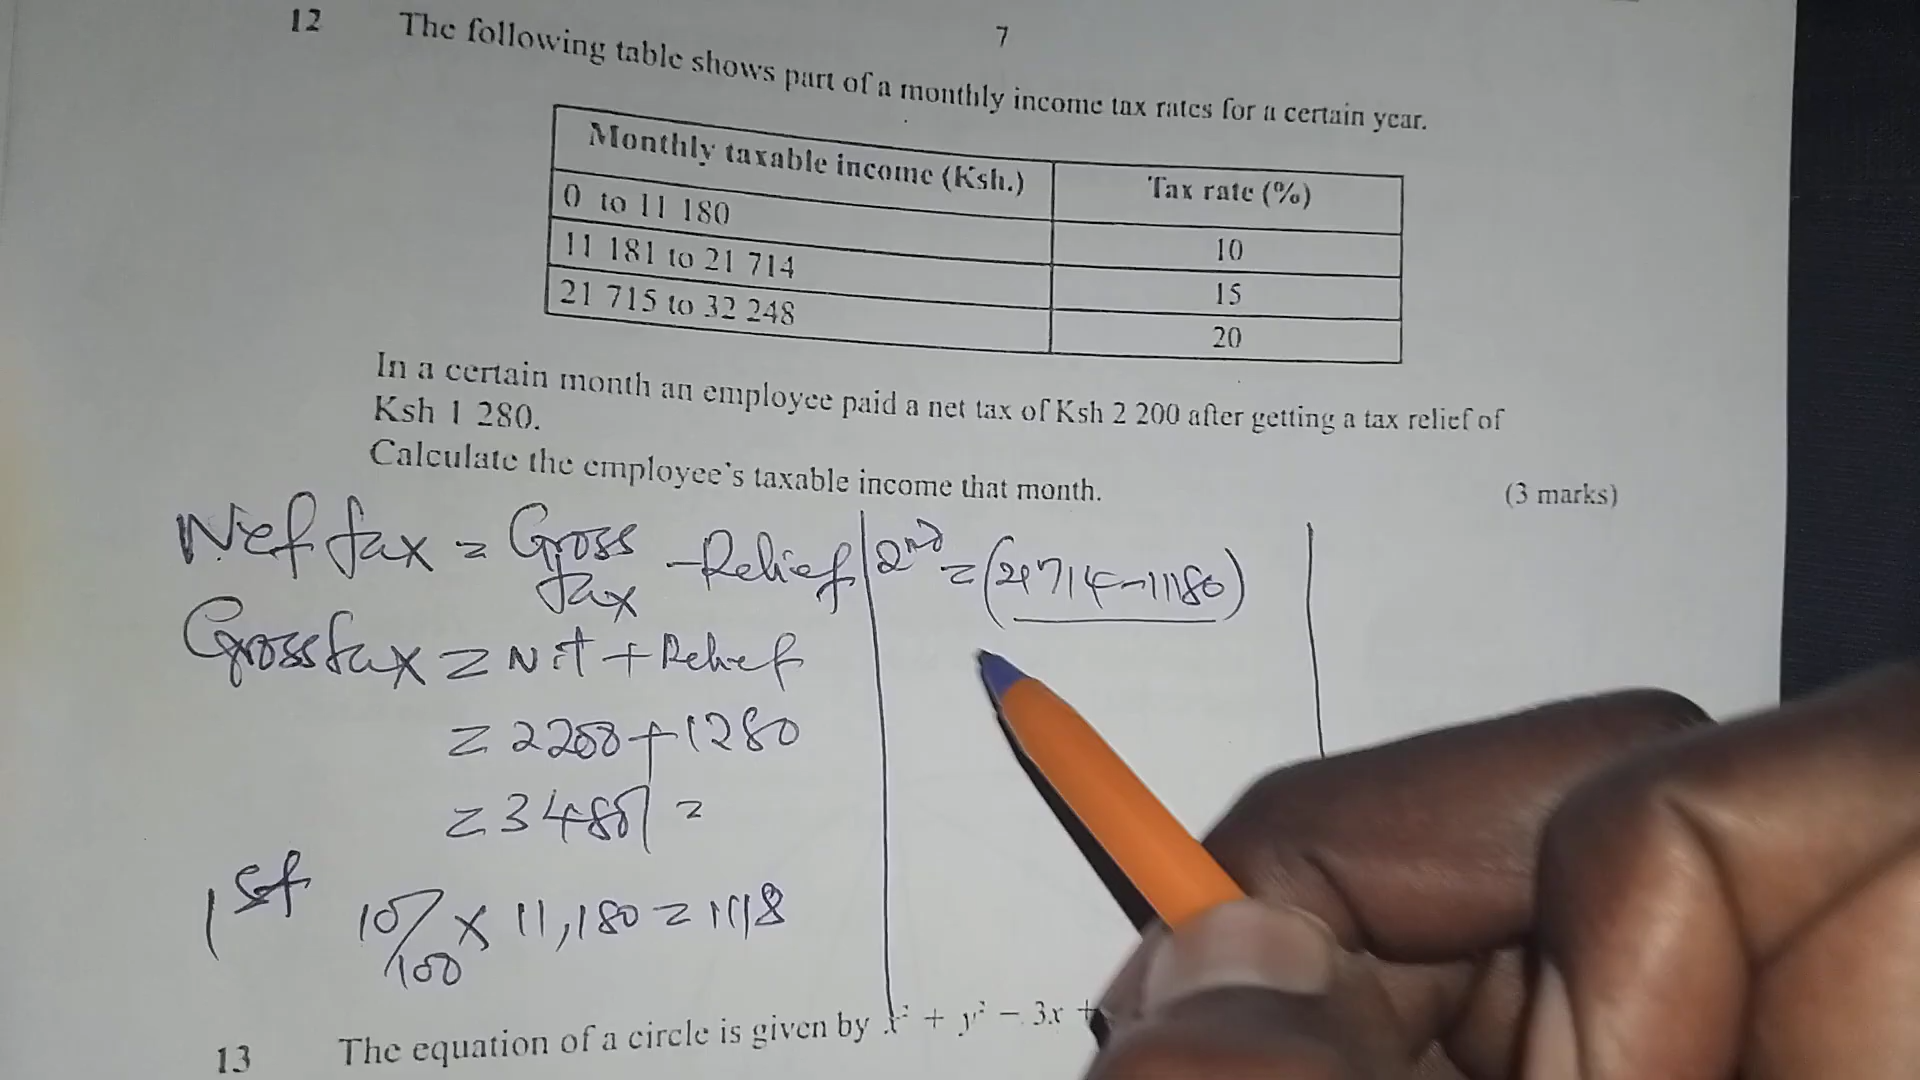 7
12 The following table shows part of a monthly income tax rates for a certain year.
Monthly taxable income (Ksh.) Tax rate (%)
0 to 11 180 10
11 181 to 21 714 15
21 715 to 32 248 20
In a certain month an employee paid a net tax of Ksh 2 200 after getting a tax relief of
Ksh 1 280.
Calculate the employee's taxable income that month. (3 marks)
Net tax = Gross tax - Relief
Gross tax = Net + Relief
= 2200 + 1280
= 3480/=
1st 10/100 x 11,180 = 1118
2nd = (21714-11180)
13 The equation of a circle is given by x² + y² - 3x +